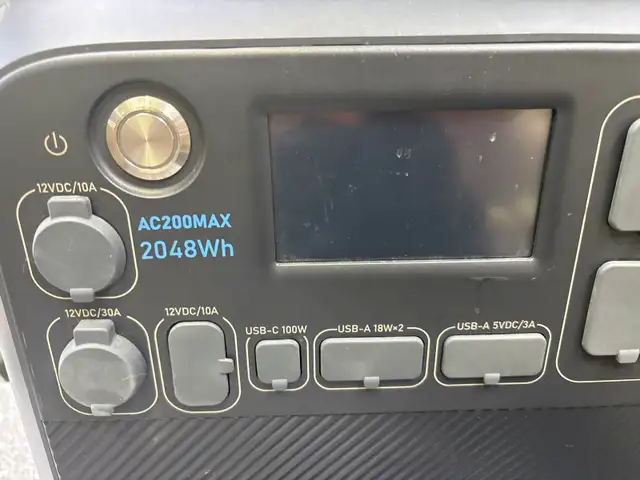 12VDC/10A
AC200MAX
2048Wh
12VDC/30A
12VDC/10A
USB-C 100W
USB-A 18W×2
USB-A 5VDC/3A